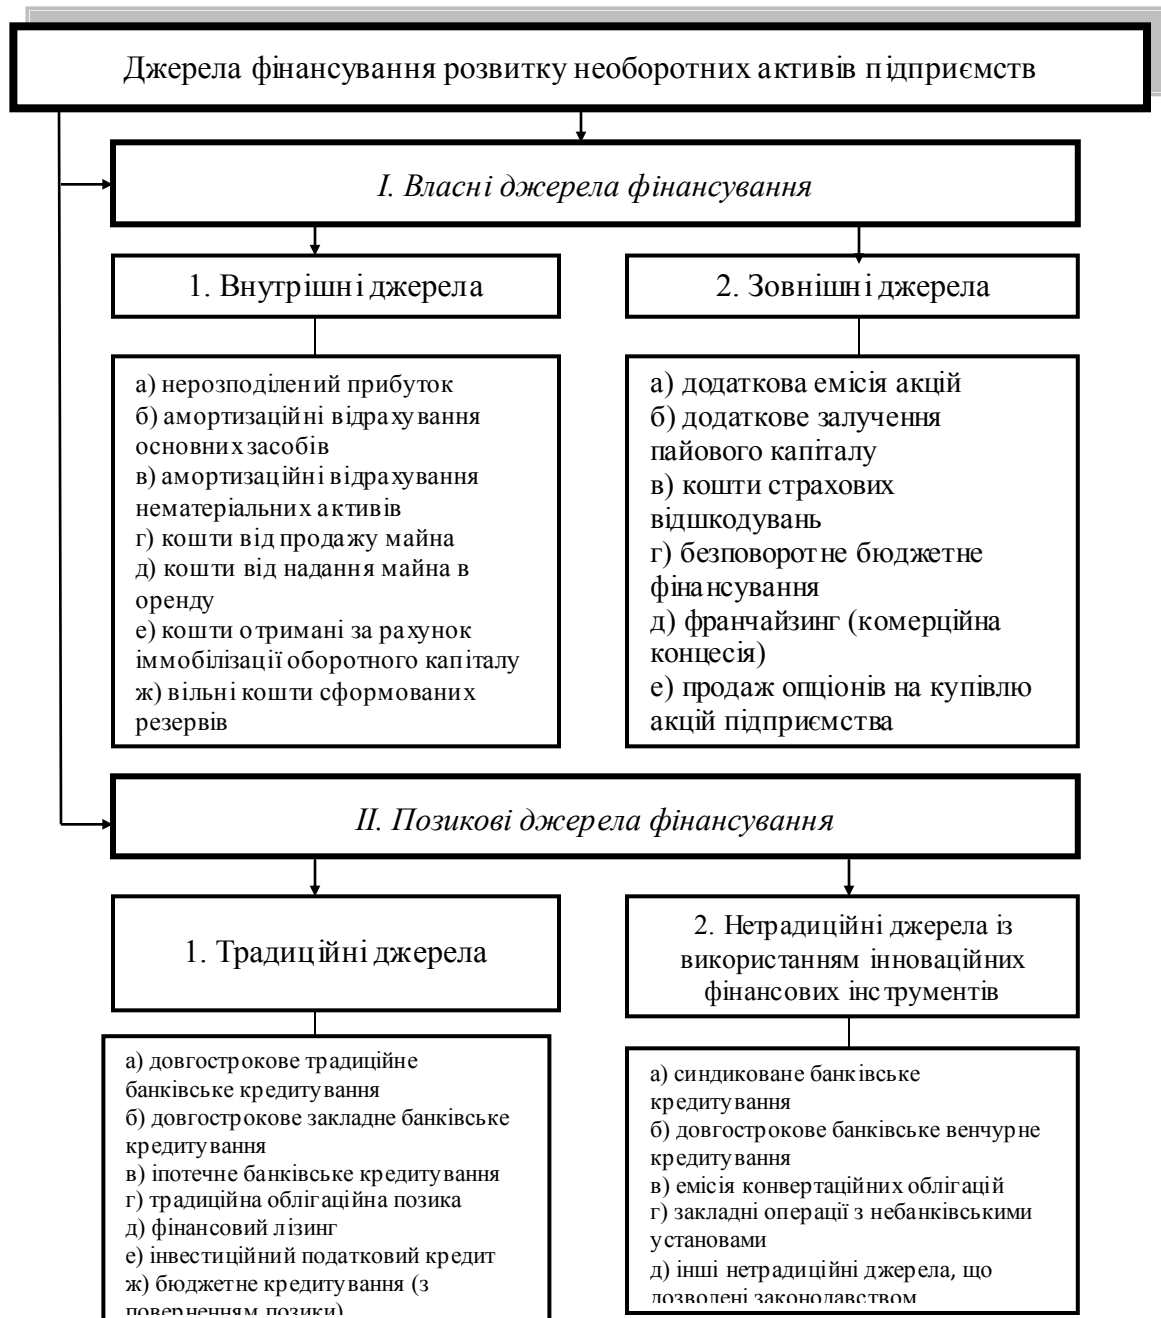 Джерела фінансування розвитку необоротних активів підприємств
І. Власні джерела фінансування
1. Внутрішні джерела
2. Зовнішні джерела
а) нерозподілений прибуток
б) амортизаційні відрахування
основних засобів
в) амортизаційні відрахування
нематеріальних активів
г) кошти від продажу майна
д) кошти від надання майна в
оренду
е) кошти отримані за рахунок
іммобілізації оборотного капіталу
ж) вільні кошти сформованих
резервів
а) додаткова емісія акцій
б) додаткове залучення
пайового капіталу
в) кошти страхових
відшкодувань
г) безповоротне бюджетне
фінансування
д) франчайзинг (комерційна
концесія)
е) продаж опціонів на купівлю
акцій підприємства
ІІ. Позикові джерела фінансування
1. Традиційні джерела
2. Нетрадиційні джерела із
використанням інноваційних
фінансових інструментів
а) довгострокове традиційне
банківське кредитування
б) довгострокове закладне банківське
кредитування
в) іпотечне банківське кредитування
г) традиційна облігаційна позика
д) фінансовий лізинг
е) інвестиційний податковий кредит
ж) бюджетне кредитування (з
поверненням позики)
а) синдиковане банківське
кредитування
б) довгострокове банківське венчурне
кредитування
в) емісія конвертаційних облігацій
г) закладні операції з небанківськими
установами
д) інші нетрадиційні джерела, що
дозволені законодавством